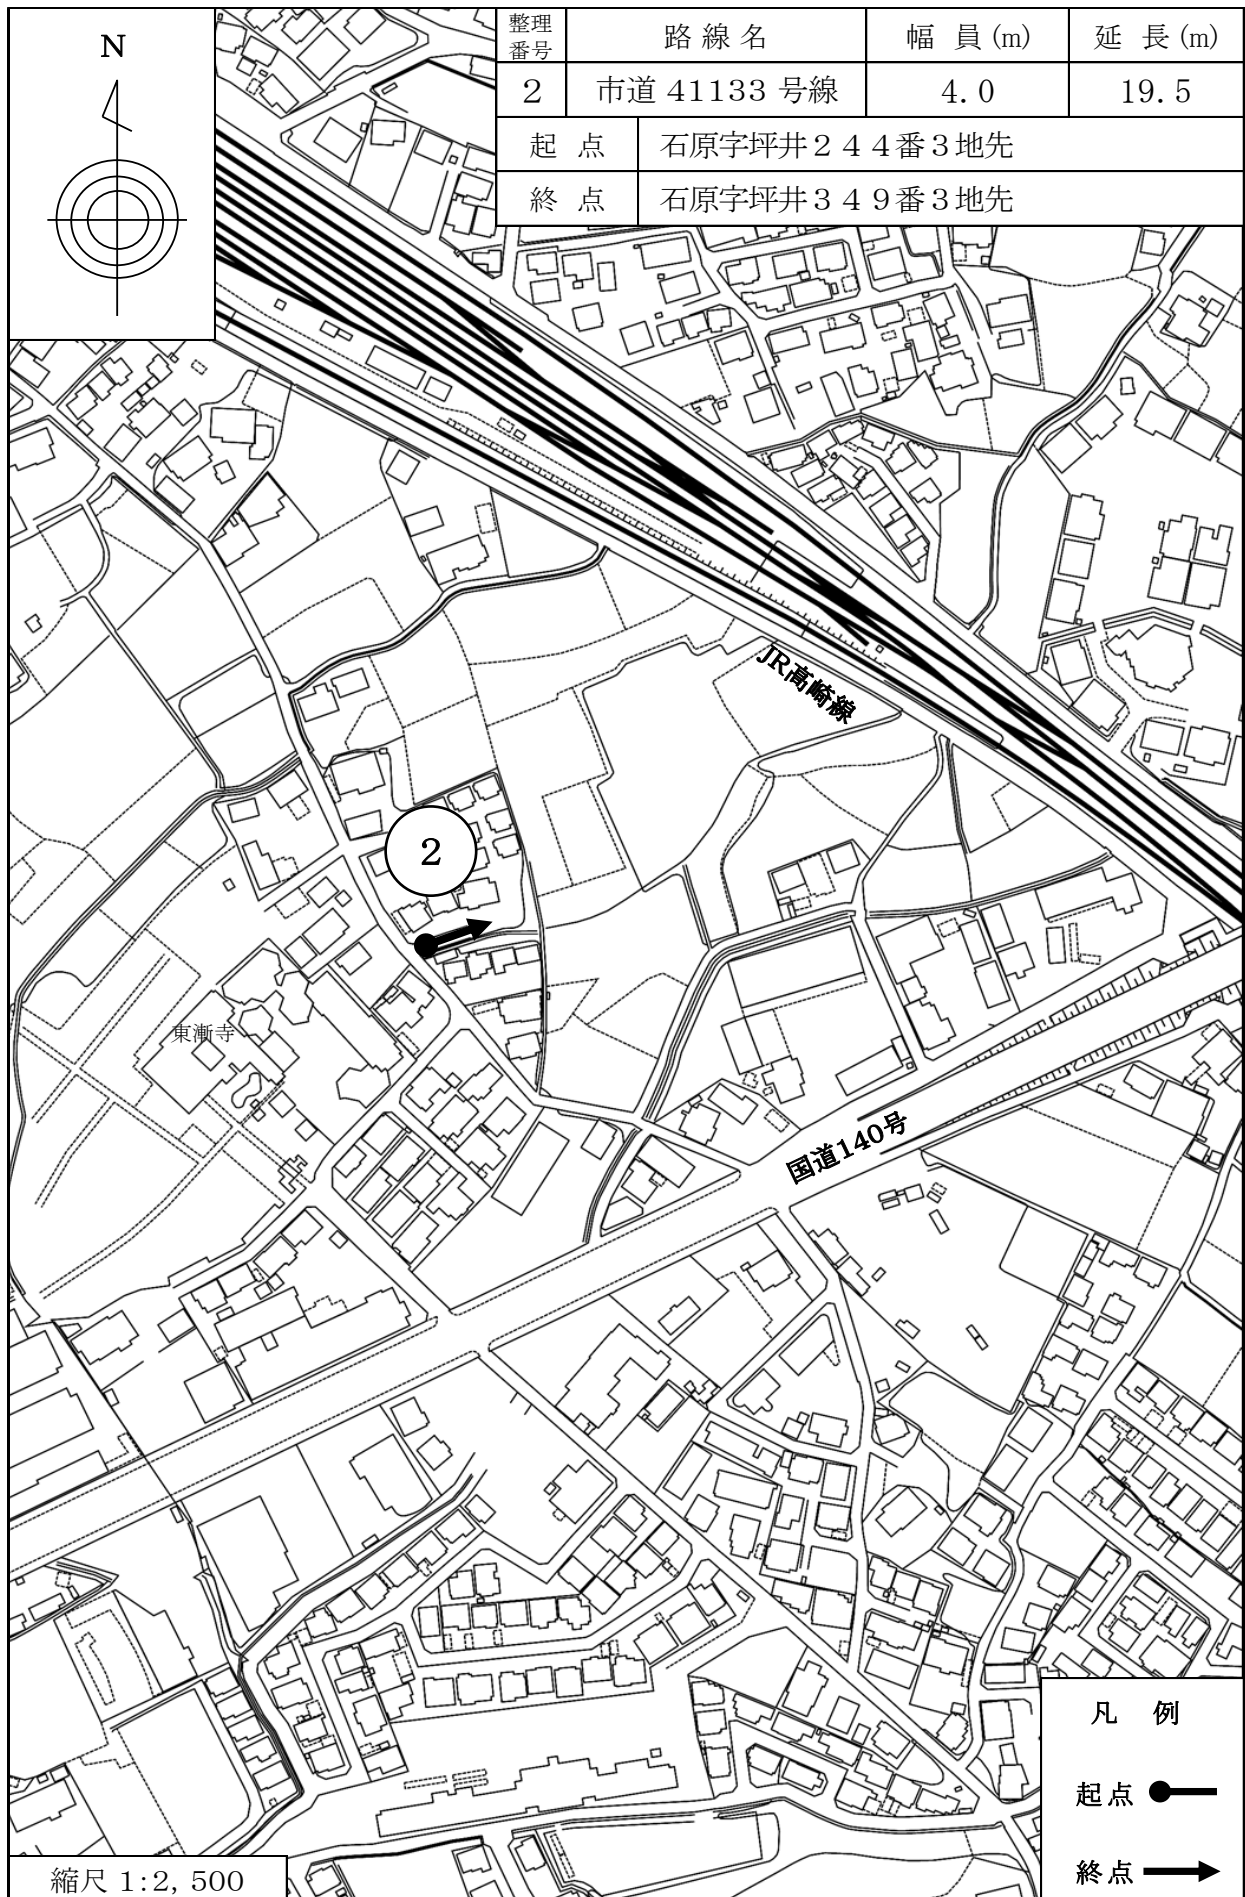 N
整理番号 路線名 幅員(m) 延長(m)
2 市道 41133 号線 4.0 19.5
起点 石原字坪井２４４番３地先
終点 石原字坪井３４９番３地先
JR高崎線
2
東漸寺
国道140号
凡例
起点
終点
縮尺 1:2,500